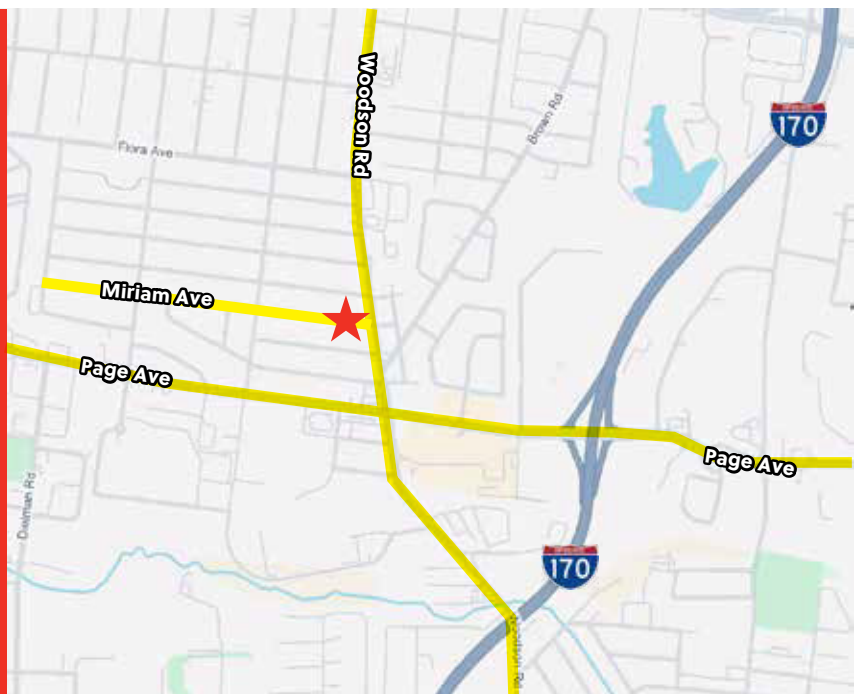 Woodson Rd
Brown Rd
170
Flora Ave
Miriam Ave
Page Ave
Page Ave
Dielman Rd
170
Woodson Rd